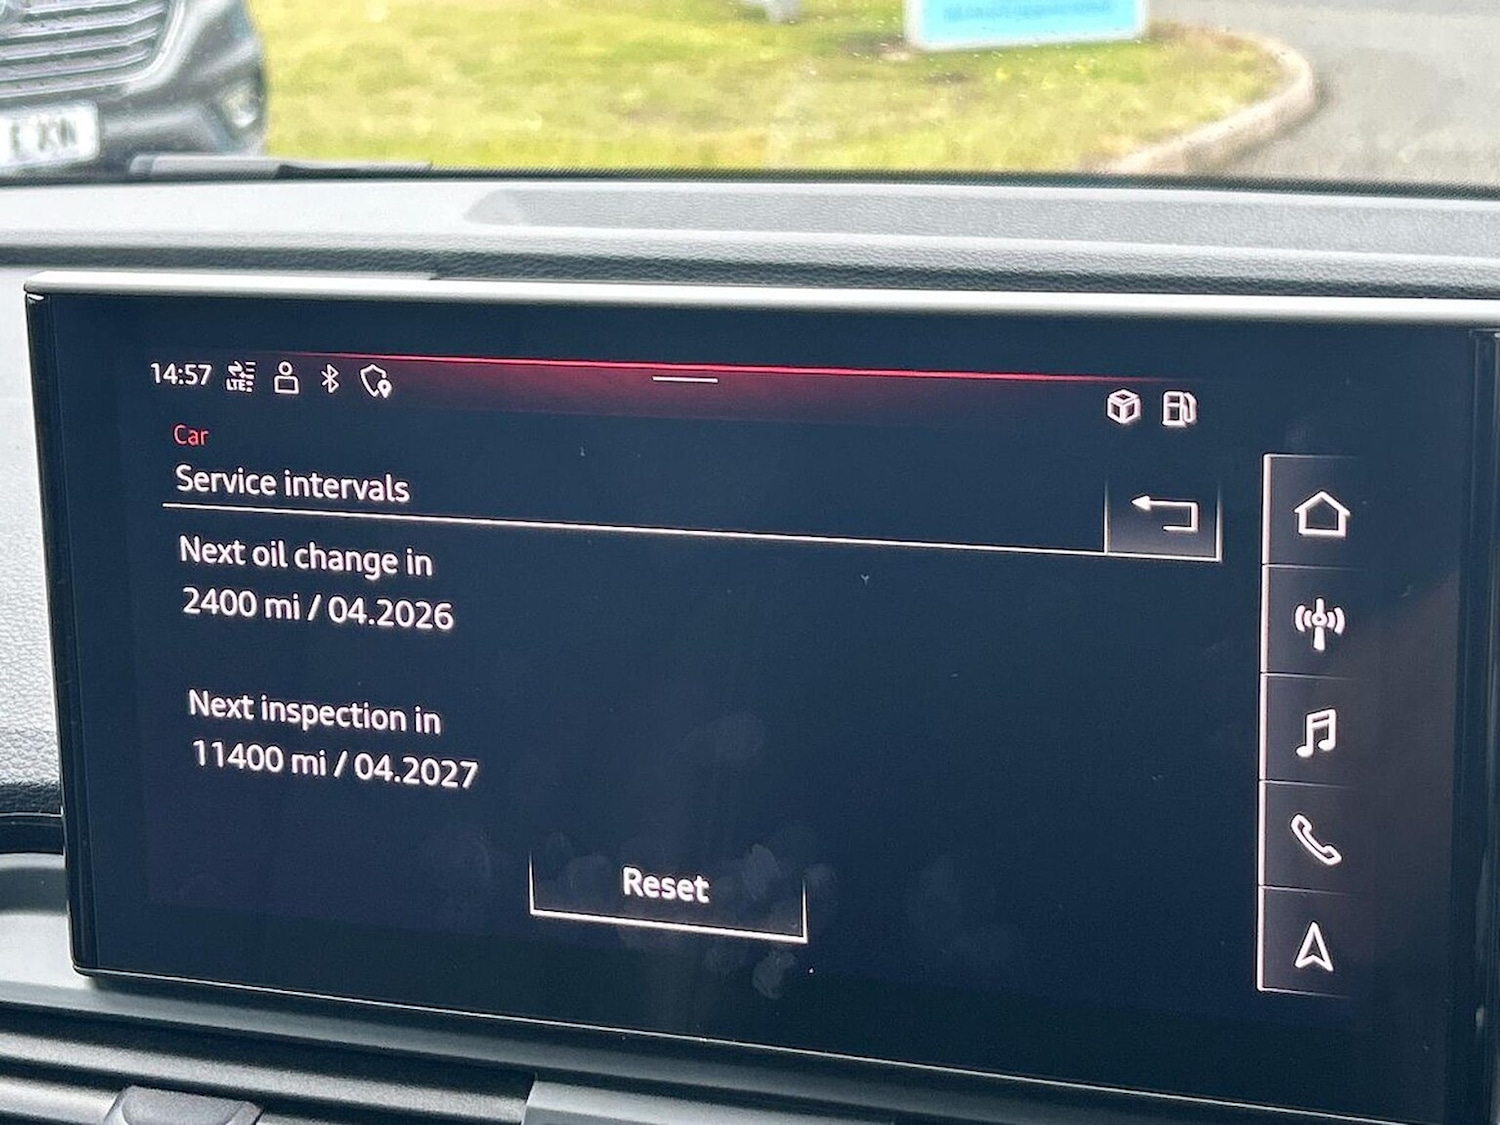 14:57
LTE
Car
Service intervals
Next oil change in
2400 mi / 04.2026
Next inspection in
11400 mi / 04.2027
Reset